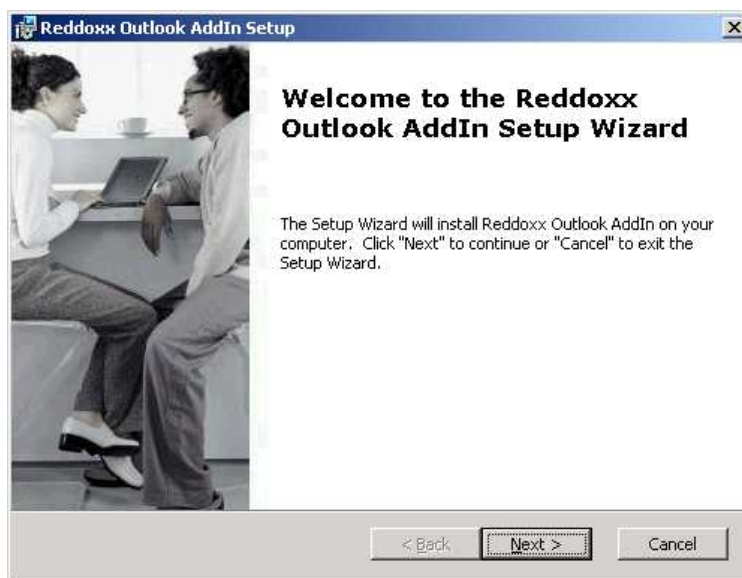 Reddoxx Outlook AddIn Setup
Welcome to the Reddoxx
Outlook AddIn Setup Wizard
The Setup Wizard will install Reddoxx Outlook AddIn on your
computer. Click "Next" to continue or "Cancel" to exit the
Setup Wizard.
< Back
Next >
Cancel